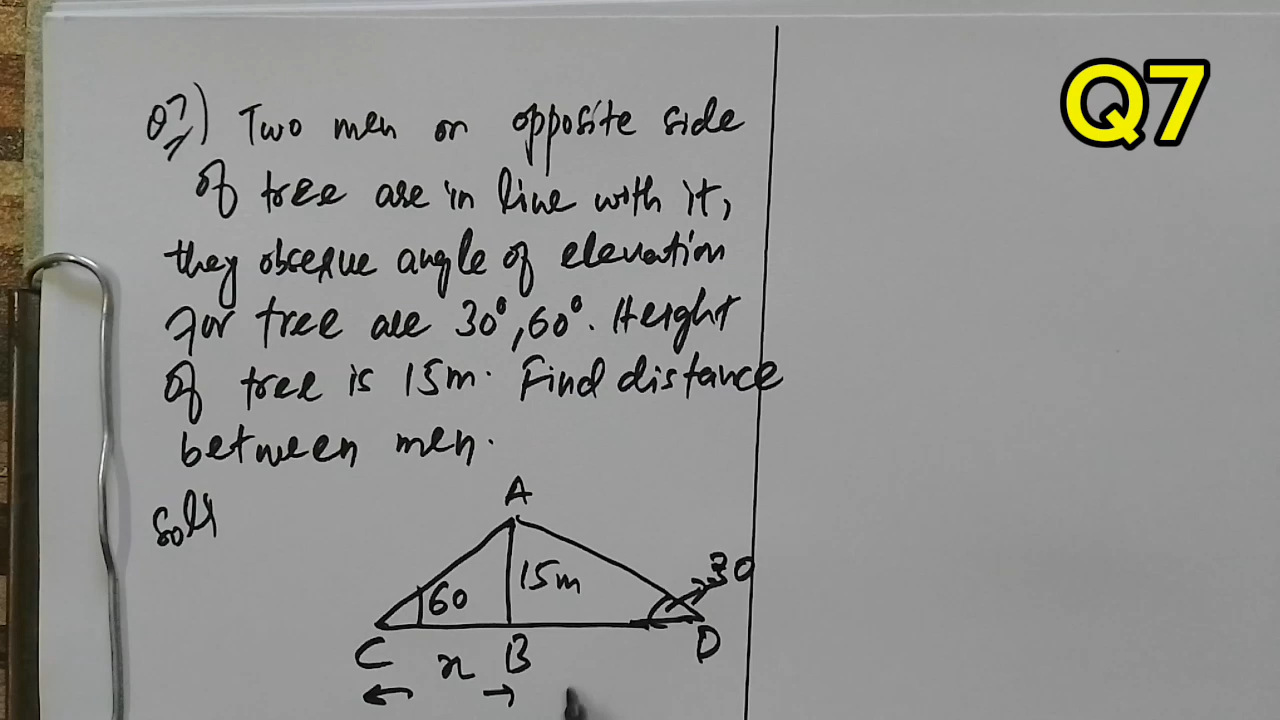 Q7) Two men on opposite side
of tree are in line with it,
they observe angle of elevation
for tree are 30°, 60°. Height
of tree is 15m. Find distance
between men.
Soln
A
60
15m
30
C
x
B
D
Q7